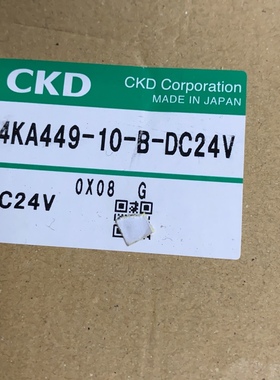 CKD
CKD Corporation
MADE IN JAPAN
4KA449-10-B-DC24V
0X08 G
C24V